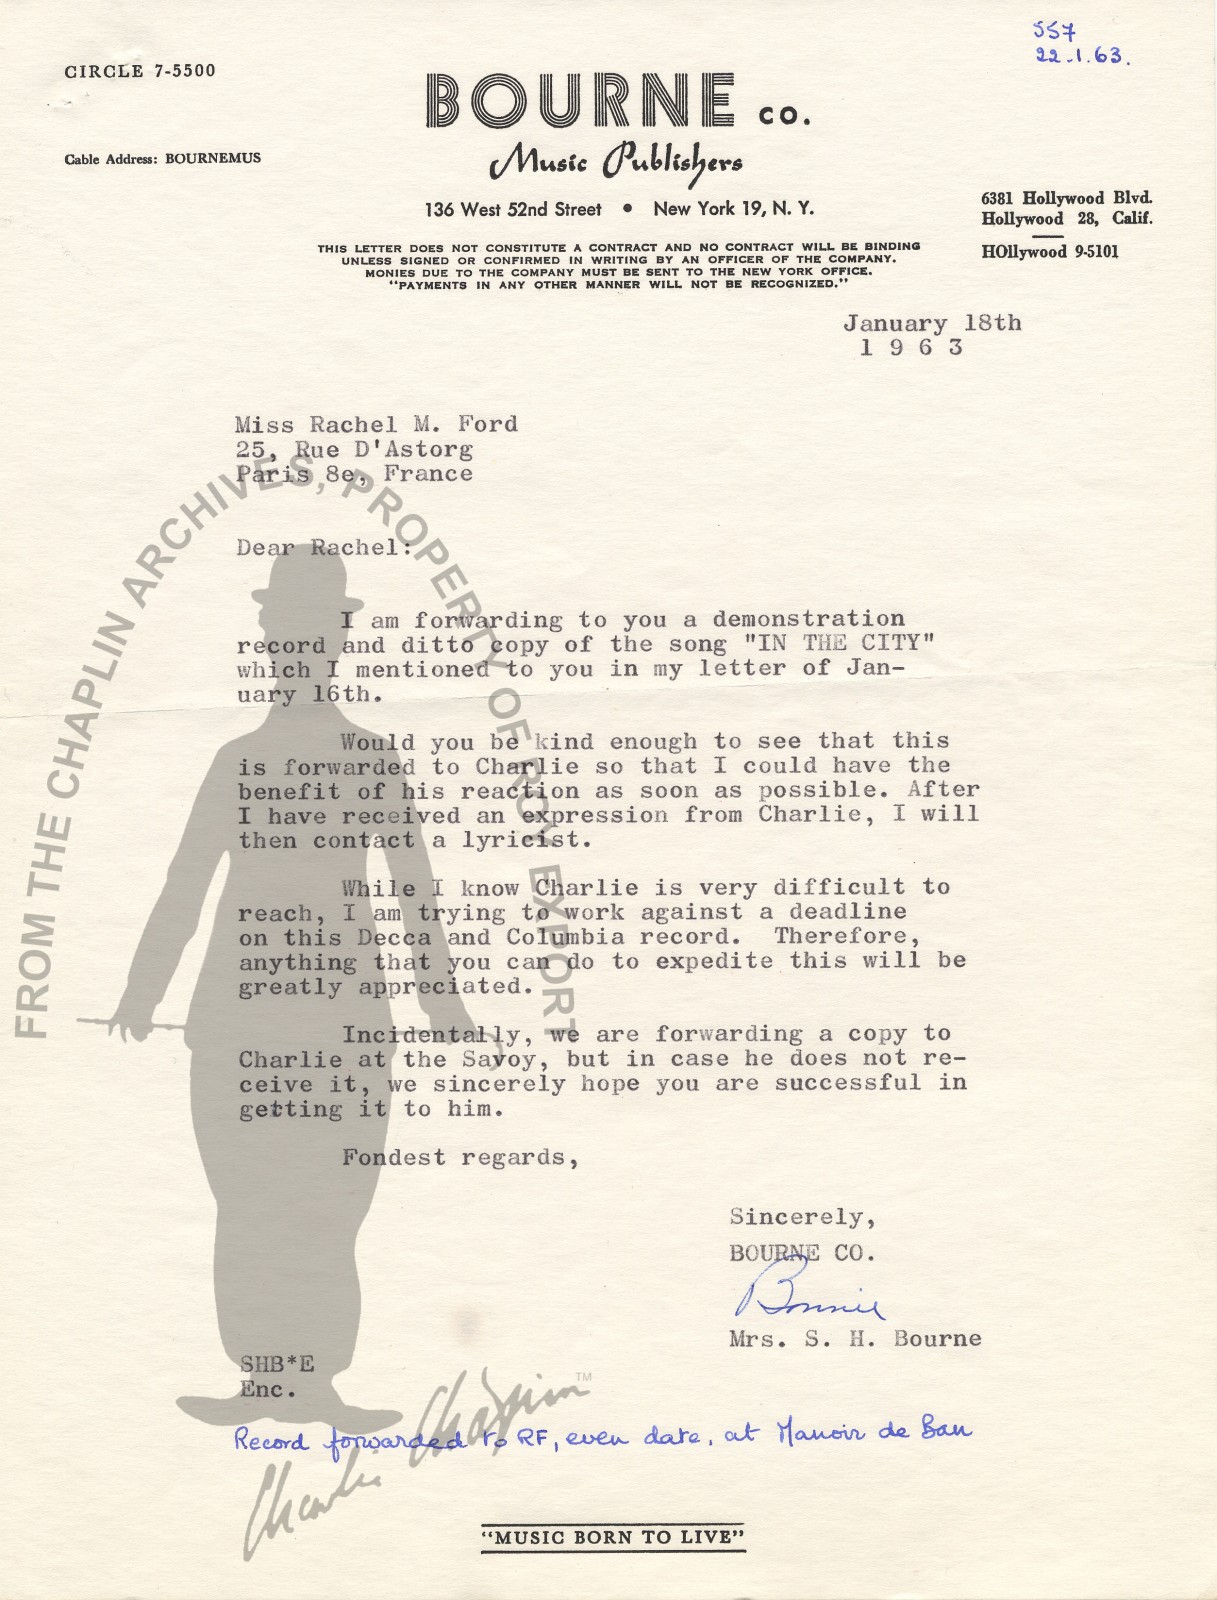 557
22.1.63.
CIRCLE 7-5500
BOURNE CO.
Cable Address: BOURNEMUS
Music Publishers
136 West 52nd Street • New York 19, N. Y.
6381 Hollywood Blvd.
Hollywood 28, Calif.
HOllywood 9-5101
THIS LETTER DOES NOT CONSTITUTE A CONTRACT AND NO CONTRACT WILL BE BINDING
UNLESS SIGNED OR CONFIRMED IN WRITING BY AN OFFICER OF THE COMPANY.
MONIES DUE TO THE COMPANY MUST BE SENT TO THE NEW YORK OFFICE.
"PAYMENTS IN ANY OTHER MANNER WILL NOT BE RECOGNIZED."
January 18th
1 9 6 3
Miss Rachel M. Ford
25, Rue D'Astorg
Paris 8e, France
Dear Rachel:
I am forwarding to you a demonstration
record and ditto copy of the song "IN THE CITY"
which I mentioned to you in my letter of Jan-
uary 16th.
Would you be kind enough to see that this
is forwarded to Charlie so that I could have the
benefit of his reaction as soon as possible. After
I have received an expression from Charlie, I will
then contact a lyricist.
While I know Charlie is very difficult to
reach, I am trying to work against a deadline
on this Decca and Columbia record. Therefore,
anything that you can do to expedite this will be
greatly appreciated.
Incidentally, we are forwarding a copy to
Charlie at the Savoy, but in case he does not re-
ceive it, we sincerely hope you are successful in
getting it to him.
Fondest regards,
Sincerely,
BOURNE CO.
Bonnie
Mrs. S. H. Bourne
SHB*E
Enc.
Record forwarded to RF, even date, at Manoir de Ban
"MUSIC BORN TO LIVE"
FROM THE CHAPLIN ARCHIVES, PROPERTY OF ROY EXPORT
Charlie Chaplin™